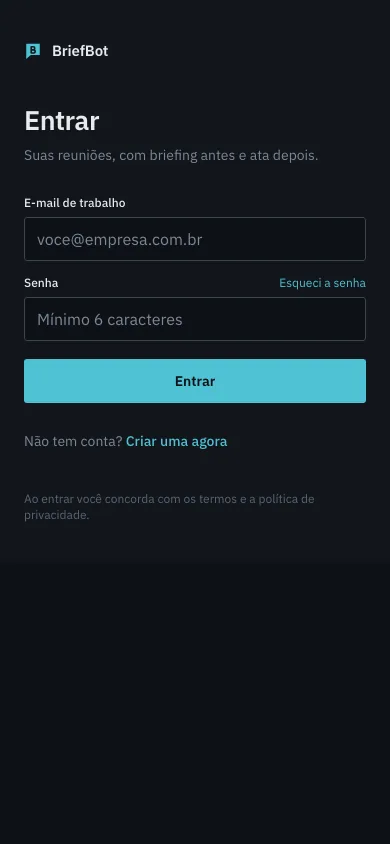 B BriefBot
Entrar
Suas reuniões, com briefing antes e ata depois.
E-mail de trabalho
voce@empresa.com.br
Senha Esqueci a senha
Mínimo 6 caracteres
Entrar
Não tem conta? Criar uma agora
Ao entrar você concorda com os termos e a política de
privacidade.